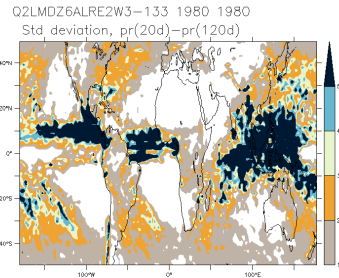 Q2LMDZ6ALRE2W3-133 1980 1980
Std deviation, pr(20d)-pr(120d)
40°N
20°N
0°
20°S
40°S
100°W 0° 100°E
5
4
3
2
1